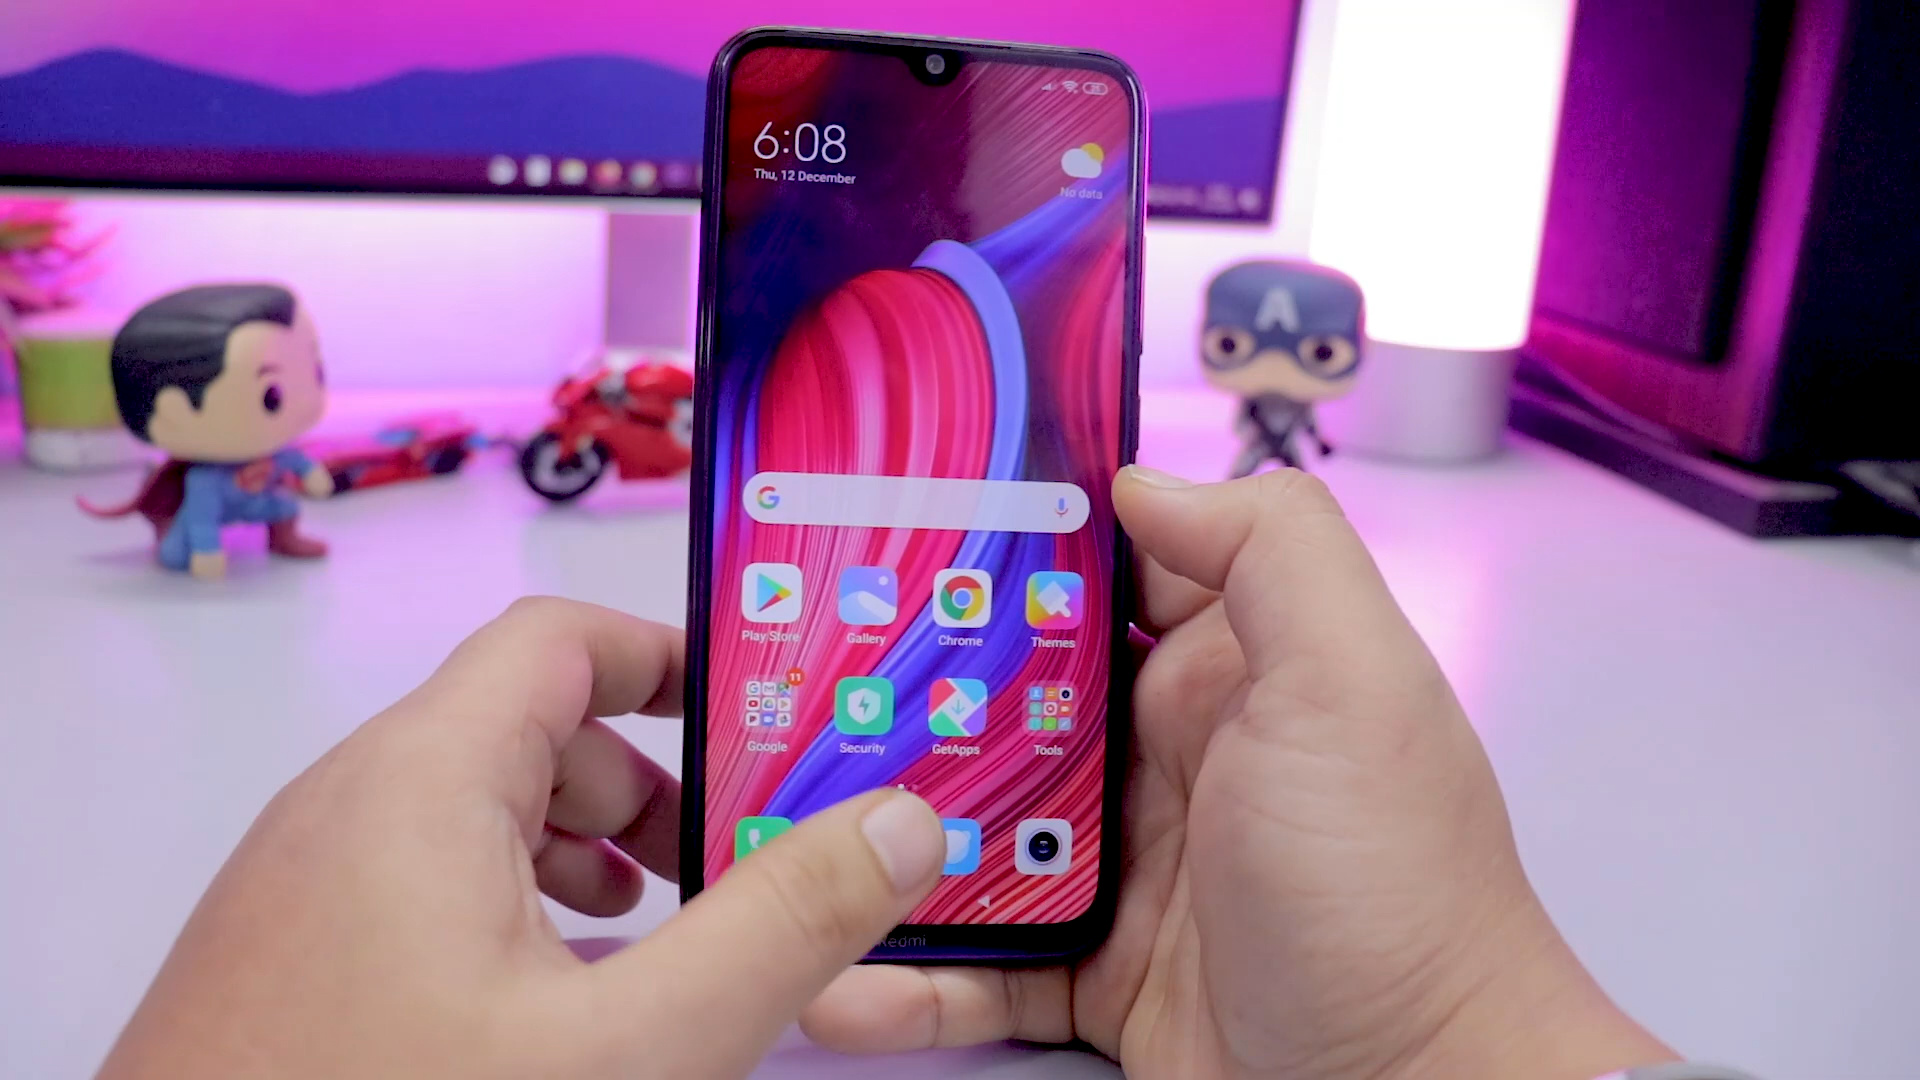 6:08
Thu, 12 December
No data
Play Store
Gallery
Chrome
Themes
11
Google
Security
GetApps
Tools
Redmi
A